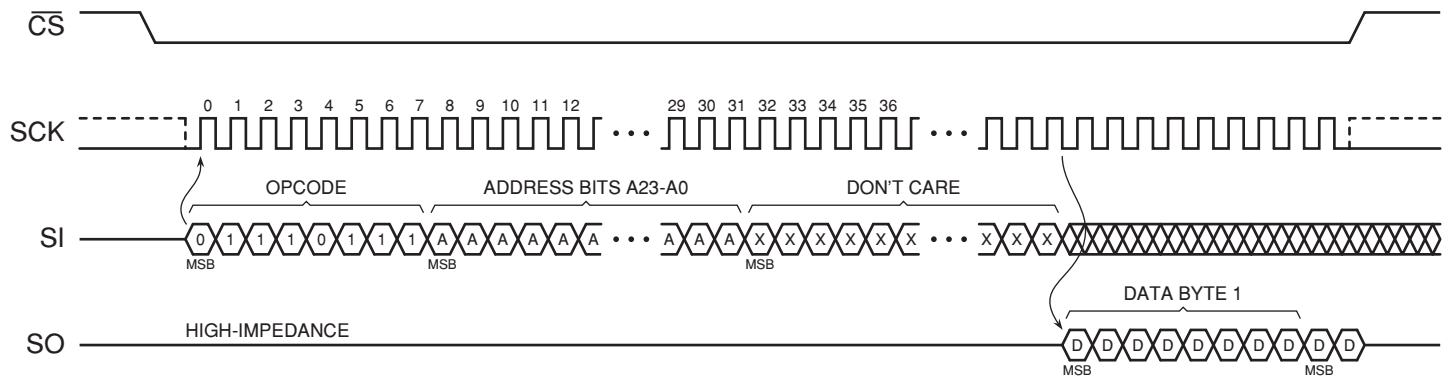 CS
0 1 2 3 4 5 6 7 8 9 10 11 12 29 30 31 32 33 34 35 36
SCK
OPCODE ADDRESS BITS A23-A0 DON'T CARE
SI 0 1 1 1 0 1 1 1 A A A A A A A A A X X X X X X X X X
MSB MSB MSB
DATA BYTE 1
HIGH-IMPEDANCE
SO D D D D D D D D D D
MSB MSB